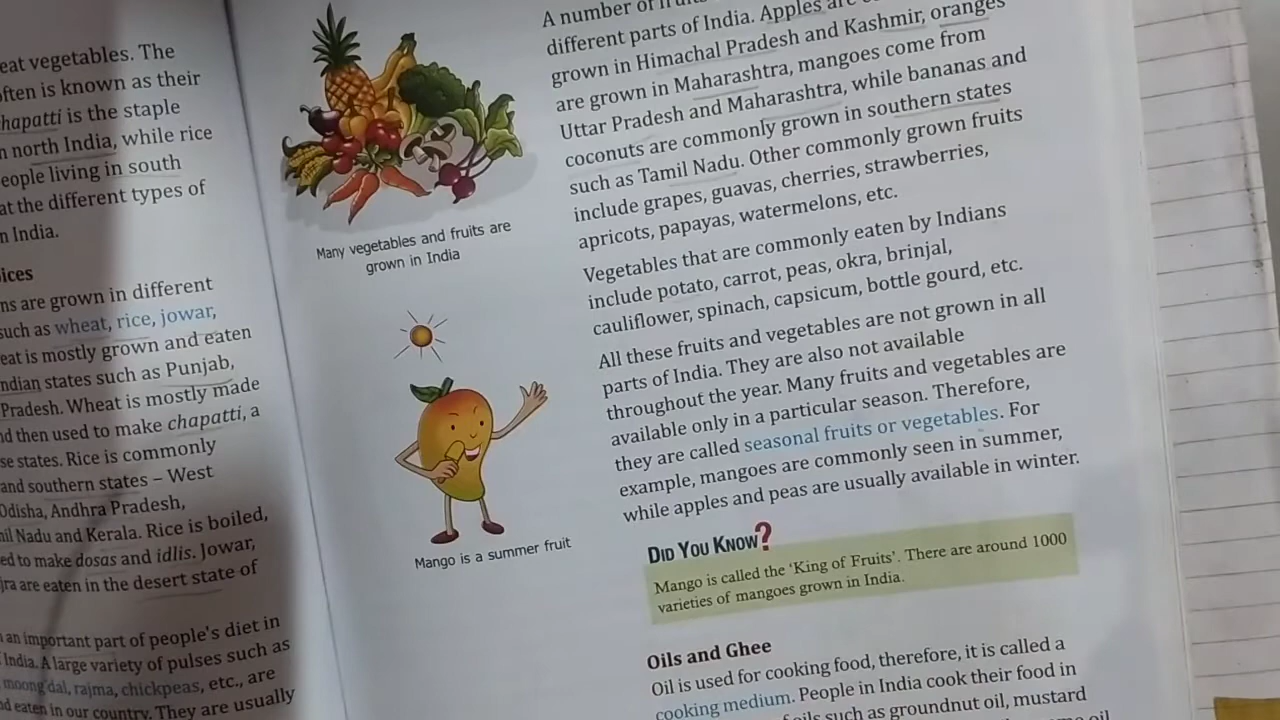 eat vegetables. The
often is known as their
chapatti is the staple
n north India, while rice
eople living in south
at the different types of
n India.
ices
ns are grown in different
such as wheat, rice, jowar,
eat is mostly grown and eaten
ndian states such as Punjab,
Pradesh. Wheat is mostly made
nd then used to make chapatti, a
se states. Rice is commonly
and southern states – West
Odisha, Andhra Pradesh,
mil Nadu and Kerala. Rice is boiled,
ed to make dosas and idlis. Jowar,
jra are eaten in the desert state of
an important part of people's diet in
India. A large variety of pulses such as
moong dal, rajma, chickpeas, etc., are
nd eaten in our country. They are usually
Many vegetables and fruits are
grown in India
Mango is a summer fruit
A number of
different parts of India. Apples are
grown in Himachal Pradesh and Kashmir, oranges
are grown in Maharashtra, mangoes come from
Uttar Pradesh and Maharashtra, while bananas and
coconuts are commonly grown in southern states
such as Tamil Nadu. Other commonly grown fruits
include grapes, guavas, cherries, strawberries,
apricots, papayas, watermelons, etc.
Vegetables that are commonly eaten by Indians
include potato, carrot, peas, okra, brinjal,
cauliflower, spinach, capsicum, bottle gourd, etc.
All these fruits and vegetables are not grown in all
parts of India. They are also not available
throughout the year. Many fruits and vegetables are
available only in a particular season. Therefore,
they are called seasonal fruits or vegetables. For
example, mangoes are commonly seen in summer,
while apples and peas are usually available in winter.
DID YOU KNOW?
Mango is called the ‘King of Fruits’. There are around 1000
varieties of mangoes grown in India.
Oils and Ghee
Oil is used for cooking food, therefore, it is called a
cooking medium. People in India cook their food in
oils such as groundnut oil, mustard
oil